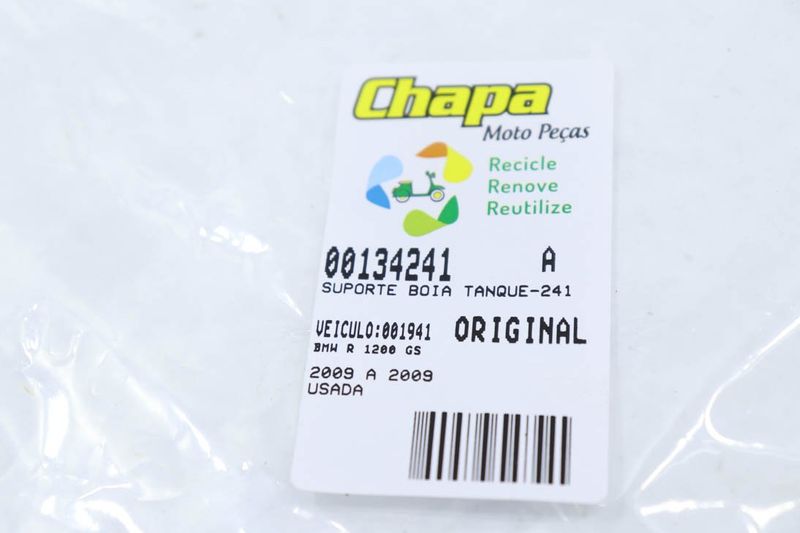 Chapa
Moto Peças
Recicle
Renove
Reutilize
00134241 A
SUPORTE BOIA TANQUE-241
VEICULO:001941 ORIGINAL
BMW R 1200 GS
2009 A 2009
USADA